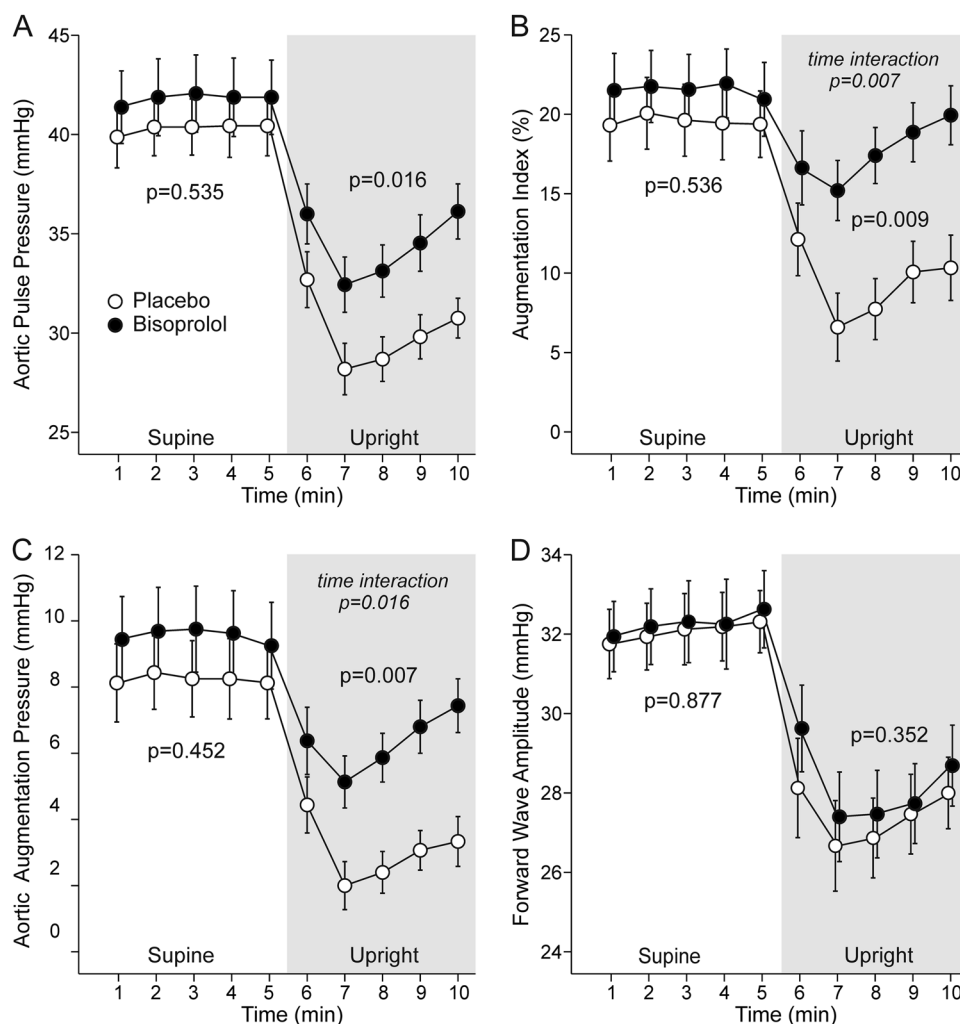 A
Aortic Pulse Pressure (mmHg)
45
40
35
30
25
p=0.535
p=0.016
Placebo
Bisoprolol
Supine
Upright
1 2 3 4 5 6 7 8 9 10
Time (min)
B
Augmentation Index (%)
25
20
15
10
5
0
time interaction
p=0.007
p=0.536
p=0.009
Supine
Upright
1 2 3 4 5 6 7 8 9 10
Time (min)
C
Aortic Augmentation Pressure (mmHg)
12
10
8
6
4
2
0
time interaction
p=0.016
p=0.007
p=0.452
Supine
Upright
1 2 3 4 5 6 7 8 9 10
Time (min)
D
Forward Wave Amplitude (mmHg)
34
32
30
28
26
24
p=0.877
p=0.352
Supine
Upright
1 2 3 4 5 6 7 8 9 10
Time (min)